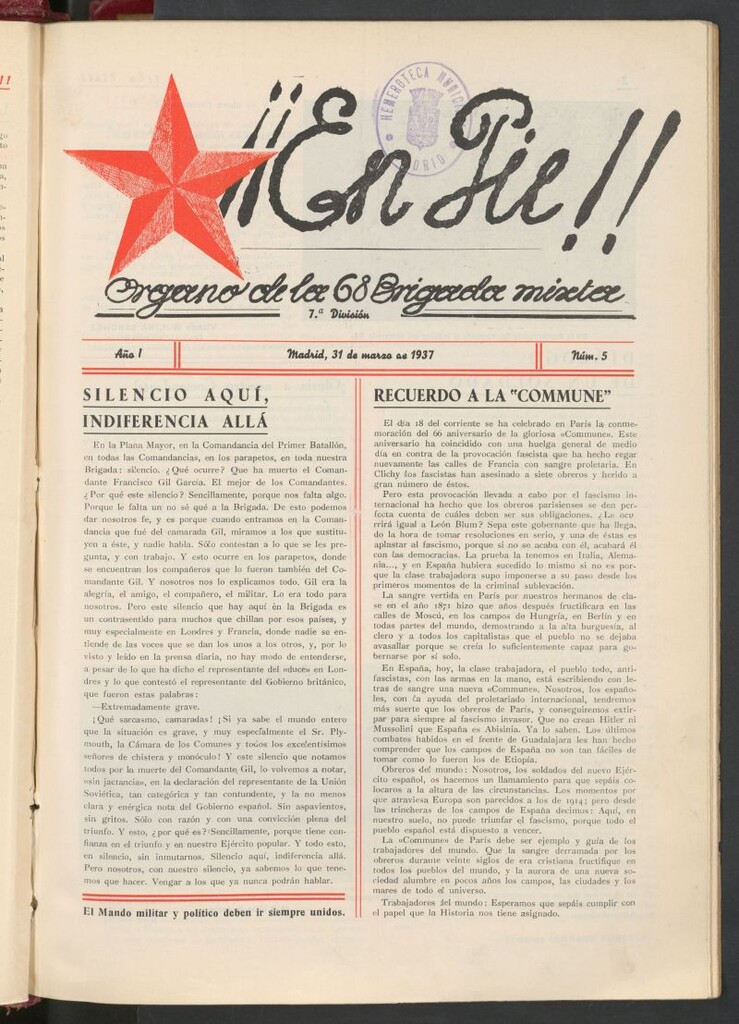 HEMEROTECA MUNICIPAL
MADRID
¡¡En Pie!!
Organo de la 68 Brigada mixta
7.ª División
Año I
Madrid, 31 de marzo de 1937
Núm. 5
SILENCIO AQUÍ,
INDIFERENCIA ALLÁ
En la Plana Mayor, en la Comandancia del Primer Batallón,
en todas las Comandancias, en los parapetos, en toda nuestra
Brigada: silencio. ¿Qué ocurre? Que ha muerto el Coman-
dante Francisco Gil García. El mejor de los Comandantes.
¿Por qué este silencio? Sencillamente, porque nos falta algo.
Porque le falta un no sé qué a la Brigada. De esto podemos
dar nosotros fe, y es porque cuando entramos en la Coman-
dancia que fué del camarada Gil, miramos a los que sustitu-
yen a éste, y nadie habla. Sólo contestan a lo que se les pre-
gunta, y con trabajo. Y esto ocurre en los parapetos, donde
se encuentran los compañeros que lo fueron también del Co-
mandante Gil. Y nosotros nos lo explicamos todo. Gil era la
alegría, el amigo, el compañero, el militar. Lo era todo para
nosotros. Pero este silencio que hay aquí en la Brigada es
un contrasentido para muchos que chillan por esos países, y
muy especialmente en Londres y Francia, donde nadie se en-
tiende de las voces que se dan los unos a los otros, y, por lo
visto y leído en la prensa diaria, no hay modo de entenderse,
a pesar de lo que ha dicho el representante del «duce» en Lon-
dres y lo que contestó el representante del Gobierno británico,
que fueron estas palabras:
—Extremadamente grave.
¡Qué sarcasmo, camaradas! ¡Si ya sabe el mundo entero
que la situación es grave, y muy especialmente el Sr. Ply-
mouth, la Cámara de los Comunes y todos los excelentísimos
señores de chistera y monóculo! Y este silencio que notamos
todos por la muerte del Comandante Gil, lo volvemos a notar,
«sin jactancias», en la declaración del representante de la Unión
Soviética, tan categórica y tan contundente, y la no menos
clara y enérgica nota del Gobierno español. Sin aspavientos,
sin gritos. Sólo con razón y con una convicción plena del
triunfo. Y esto, ¿por qué es? Sencillamente, porque tiene con-
fianza en el triunfo y en nuestro Ejército popular. Y todo esto,
en silencio, sin inmutarnos. Silencio aquí, indiferencia allá.
Pero nosotros, con nuestro silencio, ya sabemos lo que tene-
mos que hacer. Vengar a los que ya nunca podrán hablar.
El Mando militar y político deben ir siempre unidos.
RECUERDO A LA "COMMUNE"
El día 18 del corriente se ha celebrado en París la conme-
moración del 66 aniversario de la gloriosa «Commune». Este
aniversario ha coincidido con una huelga general de medio
día en contra de la provocación fascista que ha hecho regar
nuevamente las calles de Francia con sangre proletaria. En
Clichy los fascistas han asesinado a siete obreros y herido a
gran número de éstos.
Pero esta provocación llevada a cabo por el fascismo in-
ternacional ha hecho que los obreros parisienses se den per-
fecta cuenta de cuáles deben ser sus obligaciones. ¿Le ocu
rrirá igual a León Blum? Sepa este gobernante que ha llega.
do la hora de tomar resoluciones en serio, y una de éstas es
aplastar al fascismo, porque si no se acaba con él, acabará él
con las democracias. La prueba la tenemos en Italia, Alema-
nia..., y en España hubiera sucedido lo mismo si no es por-
que la clase trabajadora supo imponerse a su paso desde los
primeros momentos de la criminal sublevación.
La sangre vertida en París por nuestros hermanos de cla-
se en el año 1871 hizo que años después fructificara en las
calles de Moscú, en los campos de Hungría, en Berlín y en
todas partes del mundo, demostrando a la alta burguesía, al
clero y a todos los capitalistas que el pueblo no se dejaba
avasallar porque se creía lo suficientemente capaz para go-
bernarse por sí solo.
En España, hoy, la clase trabajadora, el pueblo todo, anti-
fascistas, con las armas en la mano, está escribiendo con le-
tras de sangre una nueva «Commune». Nosotros, los españo-
les, con la ayuda del proletariado internacional, tendremos
más suerte que los obreros de París, y conseguiremos extir-
par para siempre al fascismo invasor. Que no crean Hitler ni
Mussolini que España es Abisinia. Ya lo saben. Los últimos
combates habidos en el frente de Guadalajara les han hecho
comprender que los campos de España no son tan fáciles de
tomar como lo fueron los de Etiopía.
Obreros del mundo: Nosotros, los soldados del nuevo Ejér-
cito español, os hacemos un llamamiento para que sepáis co-
locaros a la altura de las circunstancias. Los momentos por
que atraviesa Europa son parecidos a los de 1914; pero desde
las trincheras de los campos de España decimos: Aquí, en
nuestro suelo, no puede triunfar el fascismo, porque todo el
pueblo español está dispuesto a vencer.
La «Commune» de París debe ser ejemplo y guía de los
trabajadores del mundo. Que la sangre derramada por los
obreros durante veinte siglos de era cristiana fructifique en
todos los pueblos del mundo, y la aurora de una nueva so-
ciedad alumbre en pocos años los campos, las ciudades y los
mares de todo el universo.
Trabajadores del mundo: Esperamos que sepáis cumplir con
el papel que la Historia nos tiene asignado.